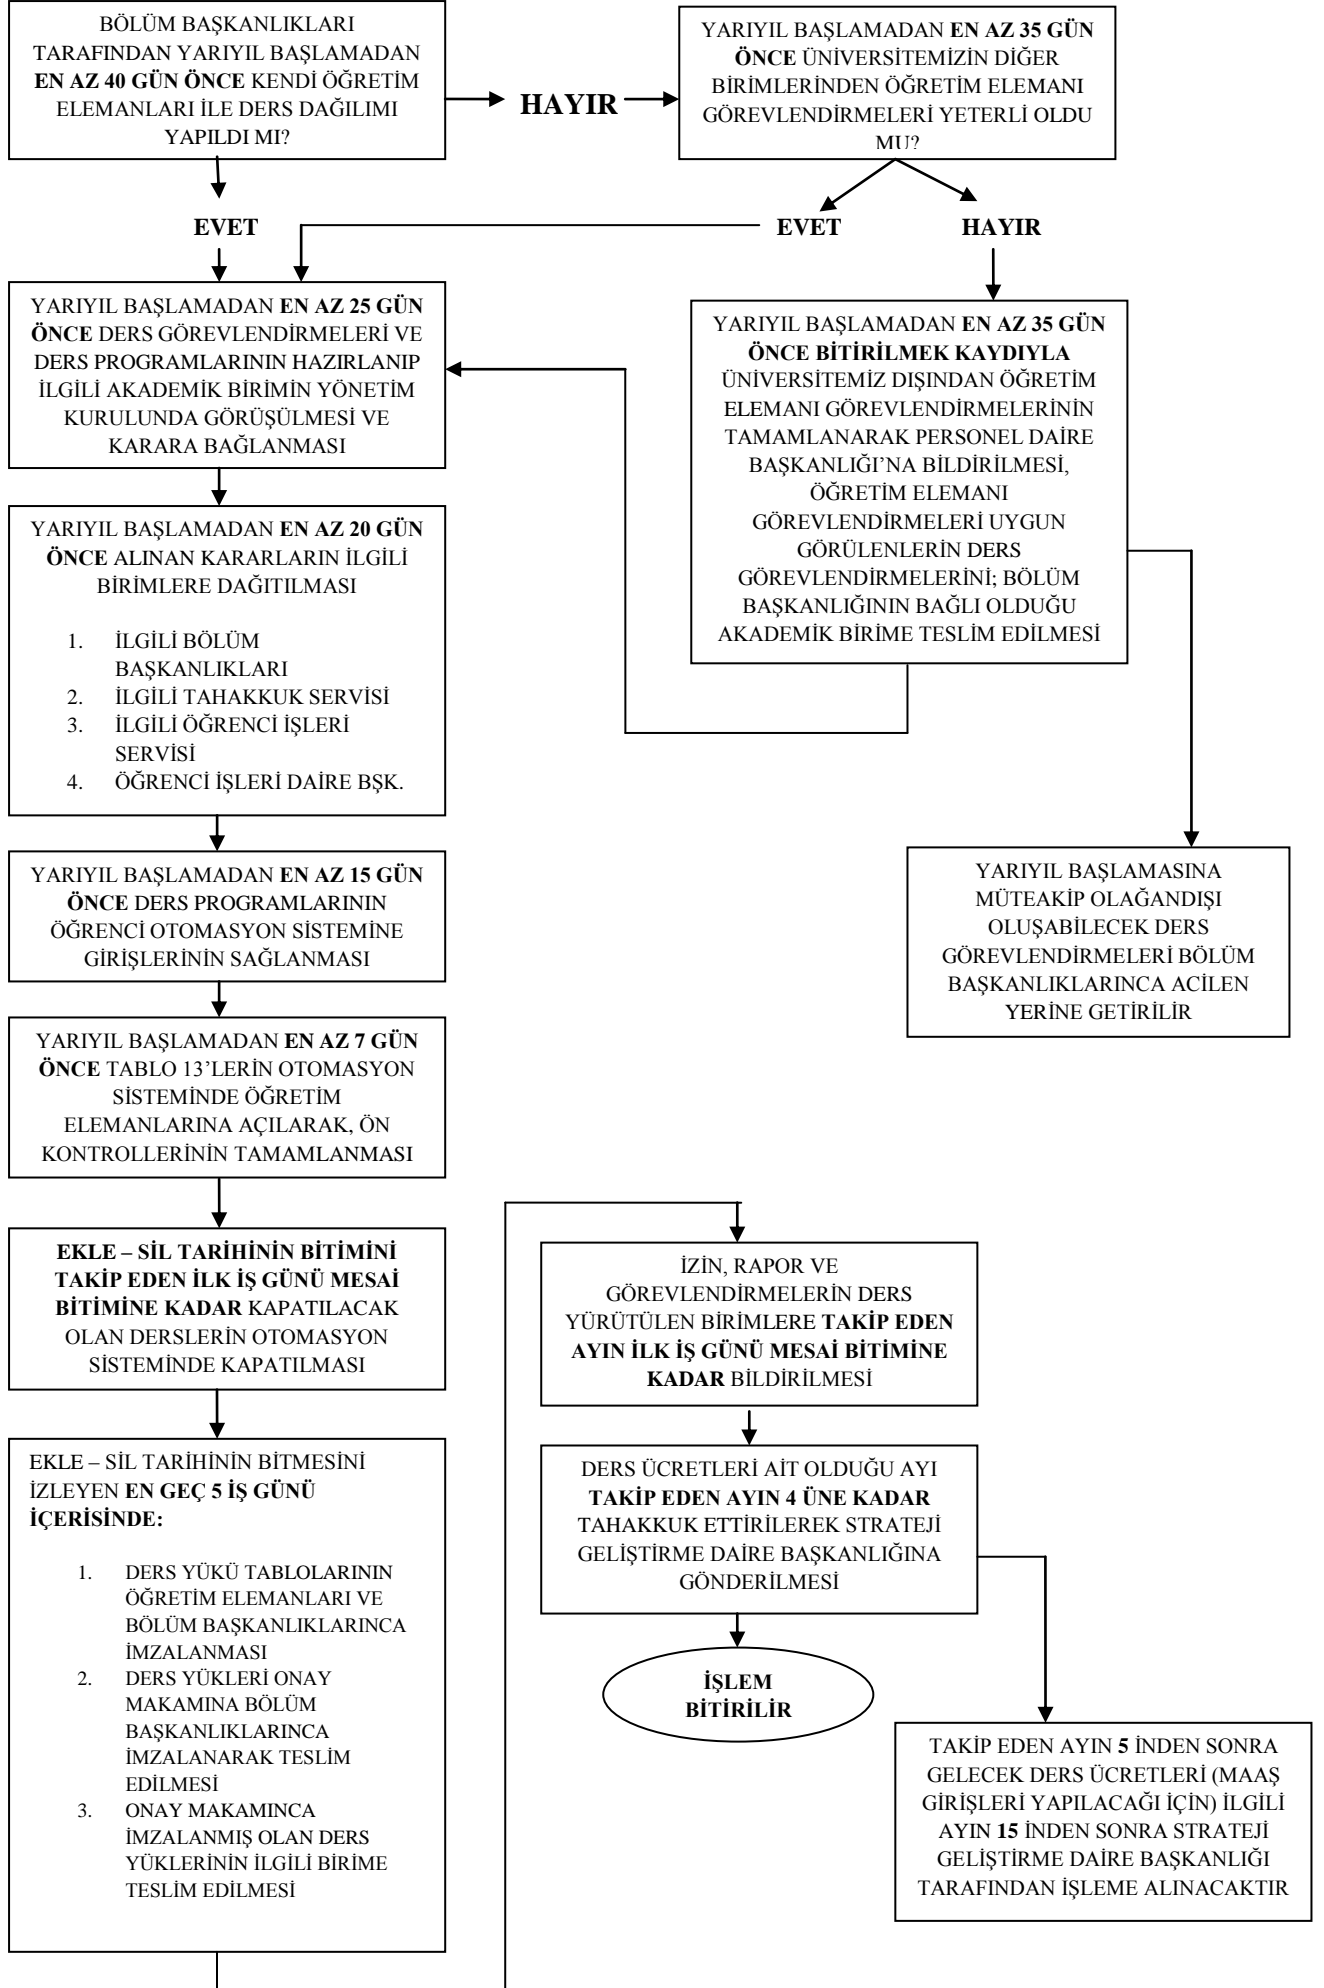 BÖLÜM BAŞKANLIKLARI
TARAFINDAN YARIYIL BAŞLAMADAN
EN AZ 40 GÜN ÖNCE KENDİ ÖĞRETİM
ELEMANLARI İLE DERS DAĞILIMI
YAPILDI MI?
HAYIR
YARIYIL BAŞLAMADAN EN AZ 35 GÜN
ÖNCE ÜNİVERSİTEMİZİN DİĞER
BİRİMLERİNDEN ÖĞRETİM ELEMANI
GÖREVLENDİRMELERİ YETERLİ OLDU
MU?
EVET
EVET
HAYIR
YARIYIL BAŞLAMADAN EN AZ 25 GÜN
ÖNCE DERS GÖREVLENDİRMELERİ VE
DERS PROGRAMLARININ HAZIRLANIP
İLGİLİ AKADEMİK BİRİMİN YÖNETİM
KURULUNDA GÖRÜŞÜLMESİ VE
KARARA BAĞLANMASI
YARIYIL BAŞLAMADAN EN AZ 35 GÜN
ÖNCE BİTİRİLMEK KAYDIYLA
ÜNİVERSİTEMİZ DIŞINDAN ÖĞRETİM
ELEMANI GÖREVLENDİRMELERİNİN
TAMAMLANARAK PERSONEL DAİRE
BAŞKANLIĞI’NA BİLDİRİLMESİ,
ÖĞRETİM ELEMANI
GÖREVLENDİRMELERİ UYGUN
GÖRÜLENLERİN DERS
GÖREVLENDİRMELERİNİ; BÖLÜM
BAŞKANLIĞININ BAĞLI OLDUĞU
AKADEMİK BİRİME TESLİM EDİLMESİ
YARIYIL BAŞLAMADAN EN AZ 20 GÜN
ÖNCE ALINAN KARARLARIN İLGİLİ
BİRİMLERE DAĞITILMASI
1. İLGİLİ BÖLÜM
BAŞKANLIKLARI
2. İLGİLİ TAHAKKUK SERVİSİ
3. İLGİLİ ÖĞRENCİ İŞLERİ
SERVİSİ
4. ÖĞRENCİ İŞLERİ DAİRE BŞK.
YARIYIL BAŞLAMADAN EN AZ 15 GÜN
ÖNCE DERS PROGRAMLARININ
ÖĞRENCİ OTOMASYON SİSTEMİNE
GİRİŞLERİNİN SAĞLANMASI
YARIYIL BAŞLAMASINA
MÜTEAKİP OLAĞANDIŞI
OLUŞABİLECEK DERS
GÖREVLENDİRMELERİ BÖLÜM
BAŞKANLIKLARINCA ACİLEN
YERİNE GETİRİLİR
YARIYIL BAŞLAMADAN EN AZ 7 GÜN
ÖNCE TABLO 13’LERİN OTOMASYON
SİSTEMİNDE ÖĞRETİM
ELEMANLARINA AÇILARAK, ÖN
KONTROLLERİNİN TAMAMLANMASI
EKLE – SİL TARİHİNİN BİTİMİNİ
TAKİP EDEN İLK İŞ GÜNÜ MESAİ
BİTİMİNE KADAR KAPATILACAK
OLAN DERSLERİN OTOMASYON
SİSTEMİNDE KAPATILMASI
EKLE – SİL TARİHİNİN BİTMESİNİ
İZLEYEN EN GEÇ 5 İŞ GÜNÜ
İÇERİSİNDE:
1. DERS YÜKÜ TABLOLARININ
ÖĞRETİM ELEMANLARI VE
BÖLÜM BAŞKANLIKLARINCA
İMZALANMASI
2. DERS YÜKLERİ ONAY
MAKAMINA BÖLÜM
BAŞKANLIKLARINCA
İMZALANARAK TESLİM
EDİLMESİ
3. ONAY MAKAMINCA
İMZALANMIŞ OLAN DERS
YÜKLERİNİN İLGİLİ BİRİME
TESLİM EDİLMESİ
İZİN, RAPOR VE
GÖREVLENDİRMELERİN DERS
YÜRÜTÜLEN BİRİMLERE TAKİP EDEN
AYIN İLK İŞ GÜNÜ MESAİ BİTİMİNE
KADAR BİLDİRİLMESİ
DERS ÜCRETLERİ AİT OLDUĞU AYI
TAKİP EDEN AYIN 4 ÜNE KADAR
TAHAKKUK ETTİRİLEREK STRATEJİ
GELİŞTİRME DAİRE BAŞKANLIĞINA
GÖNDERİLMESİ
İŞLEM
BİTİRİLİR
TAKİP EDEN AYIN 5 İNDEN SONRA
GELECEK DERS ÜCRETLERİ (MAAŞ
GİRİŞLERİ YAPILACAĞI İÇİN) İLGİLİ
AYIN 15 İNDEN SONRA STRATEJİ
GELİŞTİRME DAİRE BAŞKANLIĞI
TARAFINDAN İŞLEME ALINACAKTIR